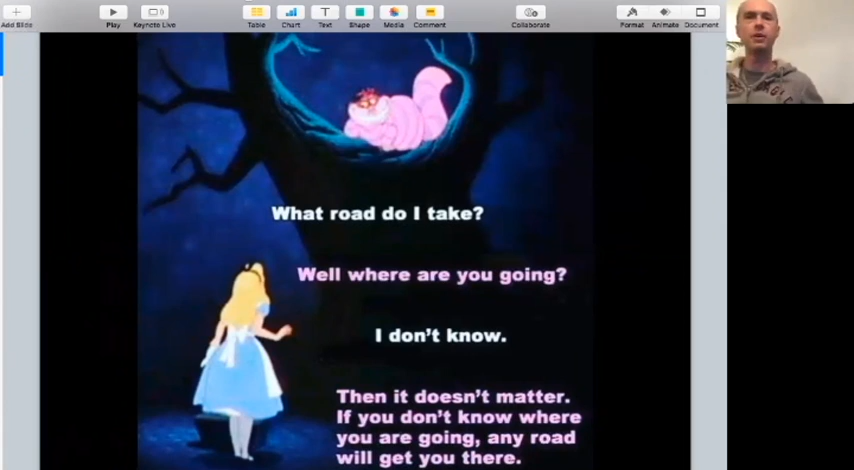 Add Slide
Play
Keynote Live
Table
Chart
Text
Shape
Media
Comment
Collaborate
Format
Animate
Document
What road do I take?
Well where are you going?
I don't know.
Then it doesn't matter.
If you don't know where
you are going, any road
will get you there.